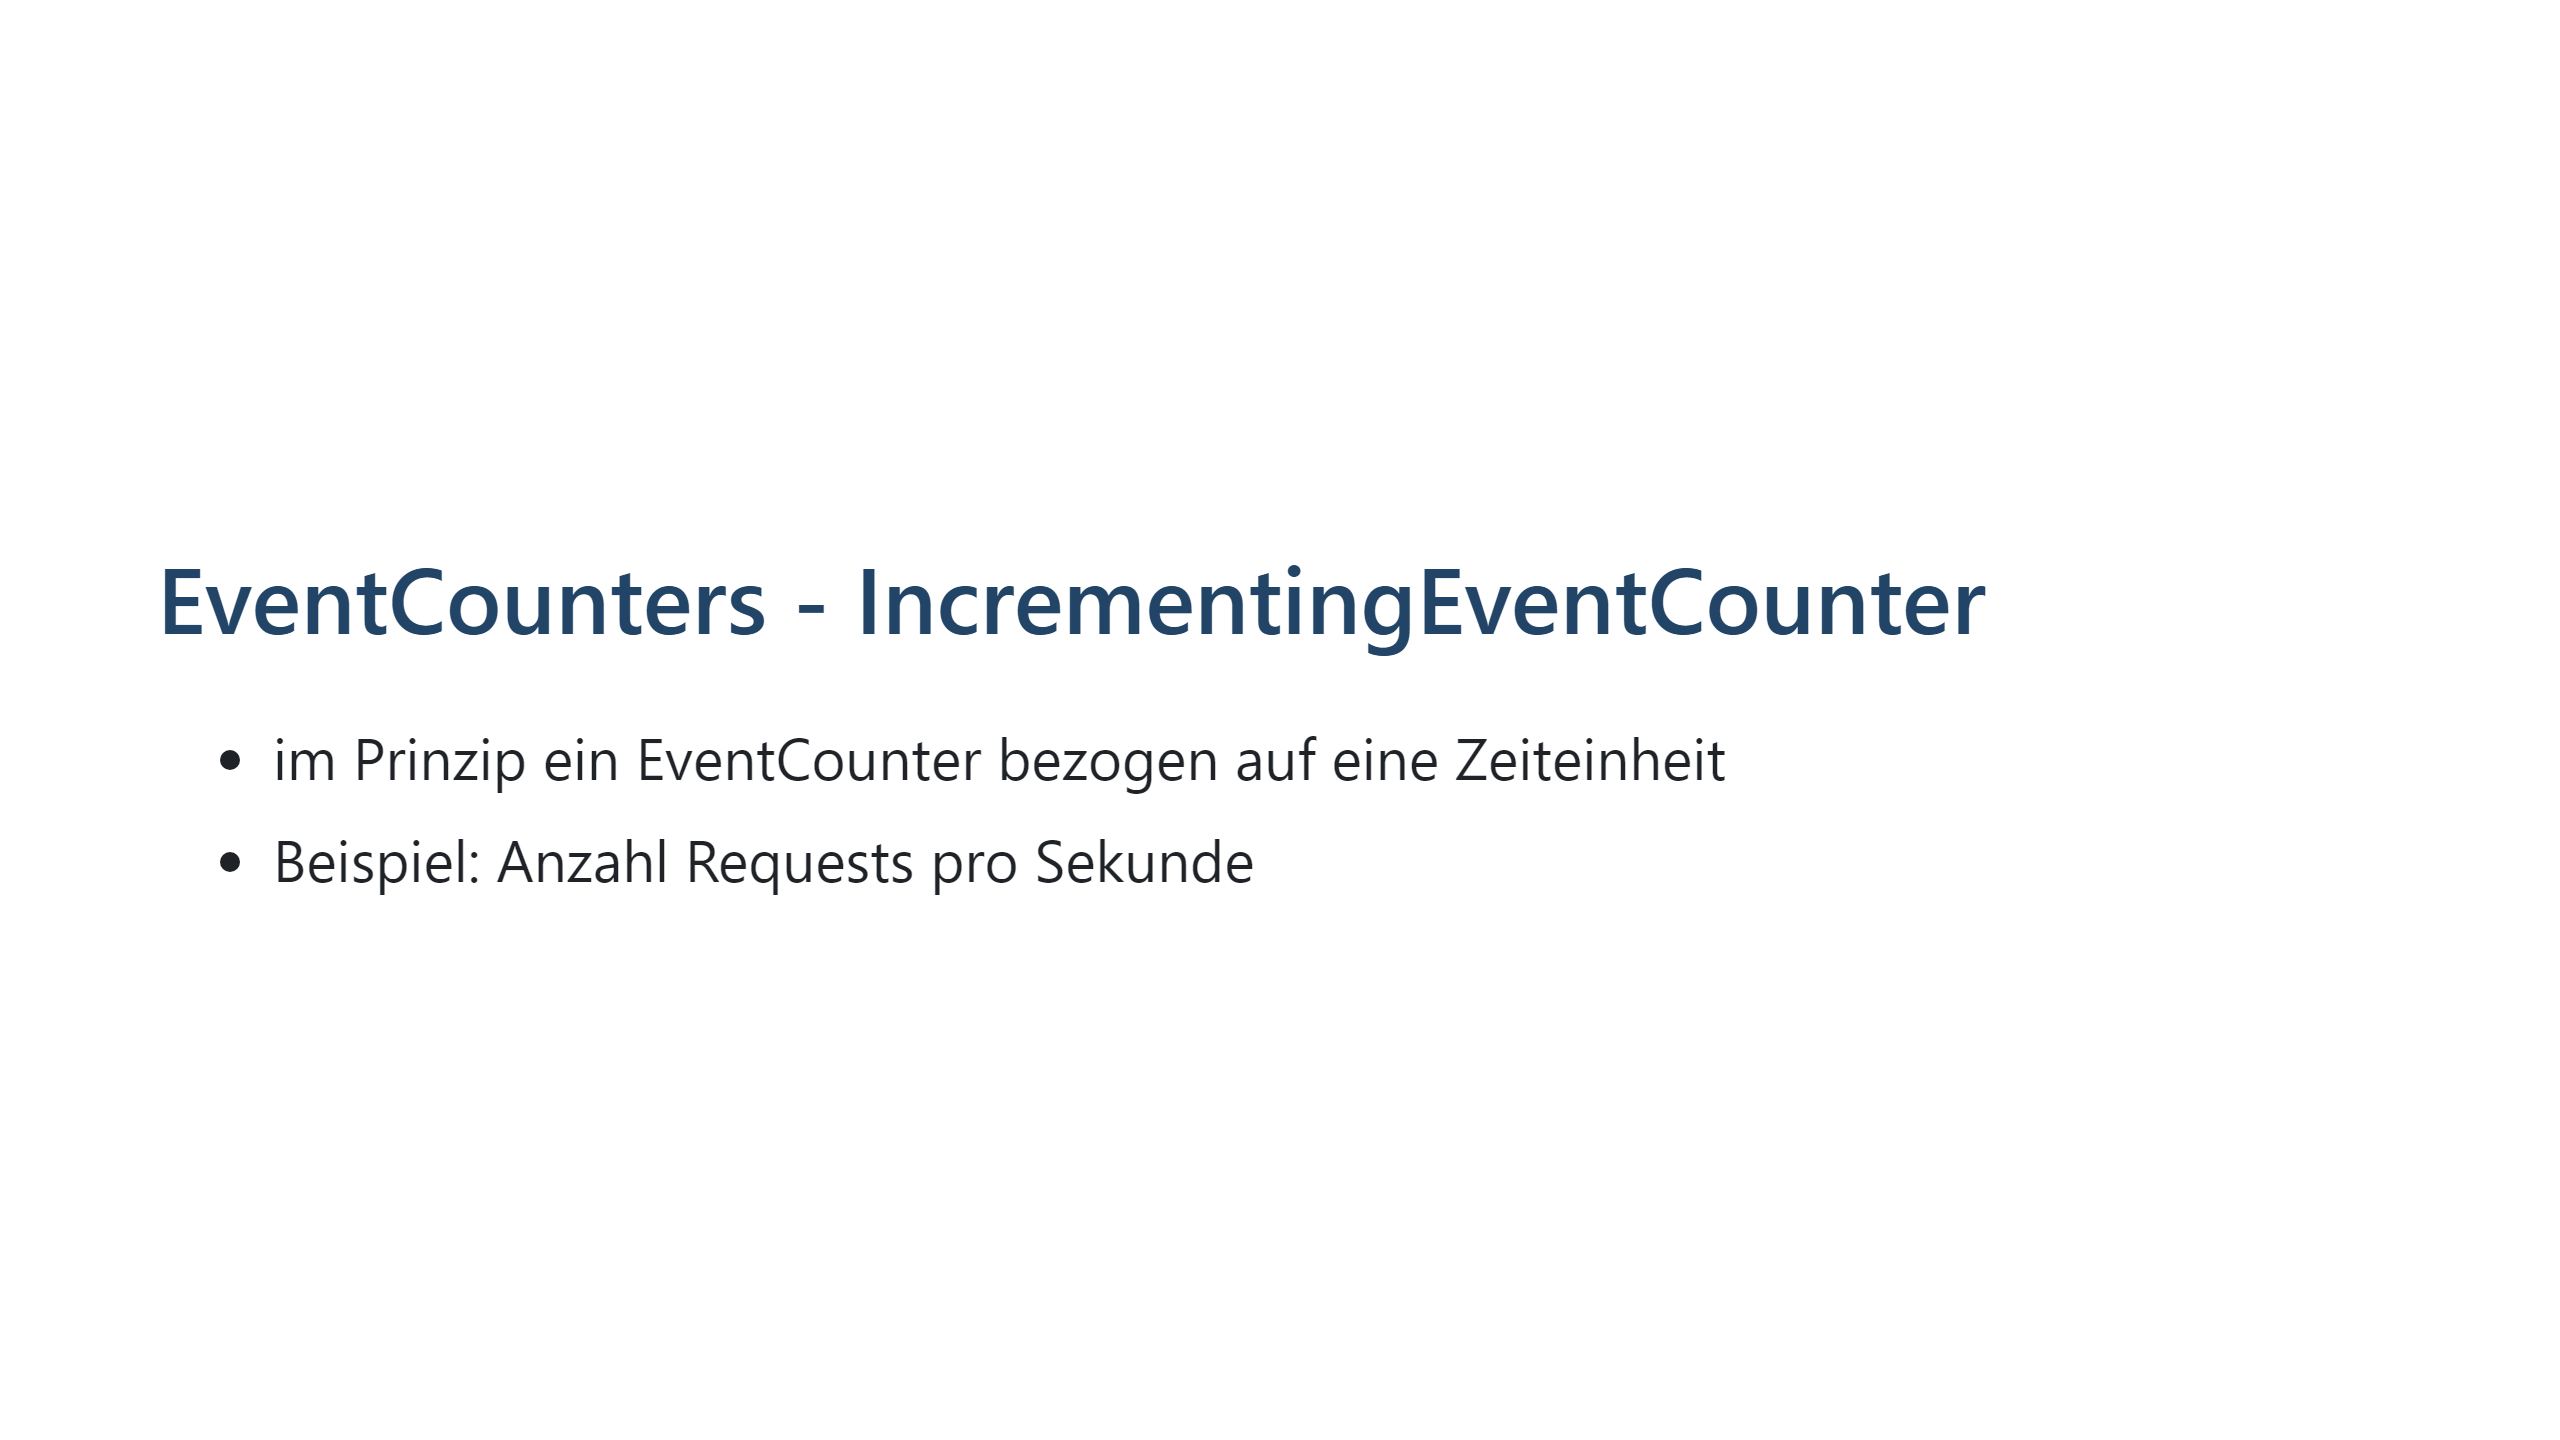 EventCounters - IncrementingEventCounter
• im Prinzip ein EventCounter bezogen auf eine Zeiteinheit
• Beispiel: Anzahl Requests pro Sekunde